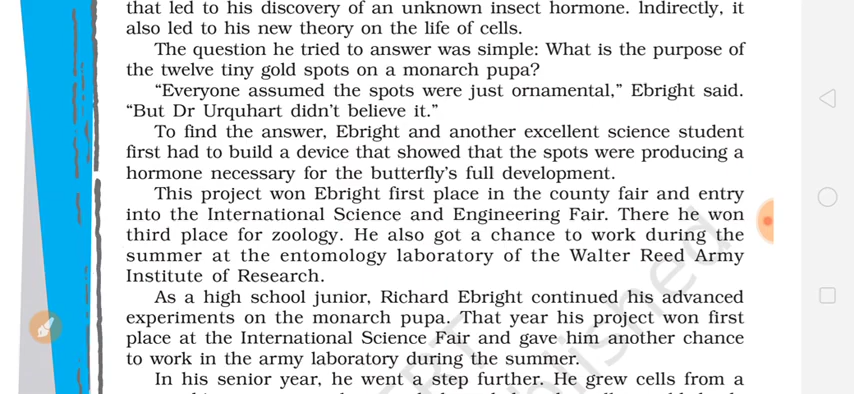 that led to his discovery of an unknown insect hormone. Indirectly, it
also led to his new theory on the life of cells.
The question he tried to answer was simple: What is the purpose of
the twelve tiny gold spots on a monarch pupa?
“Everyone assumed the spots were just ornamental,” Ebright said.
“But Dr Urquhart didn’t believe it.”
To find the answer, Ebright and another excellent science student
first had to build a device that showed that the spots were producing a
hormone necessary for the butterfly’s full development.
This project won Ebright first place in the county fair and entry
into the International Science and Engineering Fair. There he won
third place for zoology. He also got a chance to work during the
summer at the entomology laboratory of the Walter Reed Army
Institute of Research.
As a high school junior, Richard Ebright continued his advanced
experiments on the monarch pupa. That year his project won first
place at the International Science Fair and gave him another chance
to work in the army laboratory during the summer.
In his senior year, he went a step further. He grew cells from a